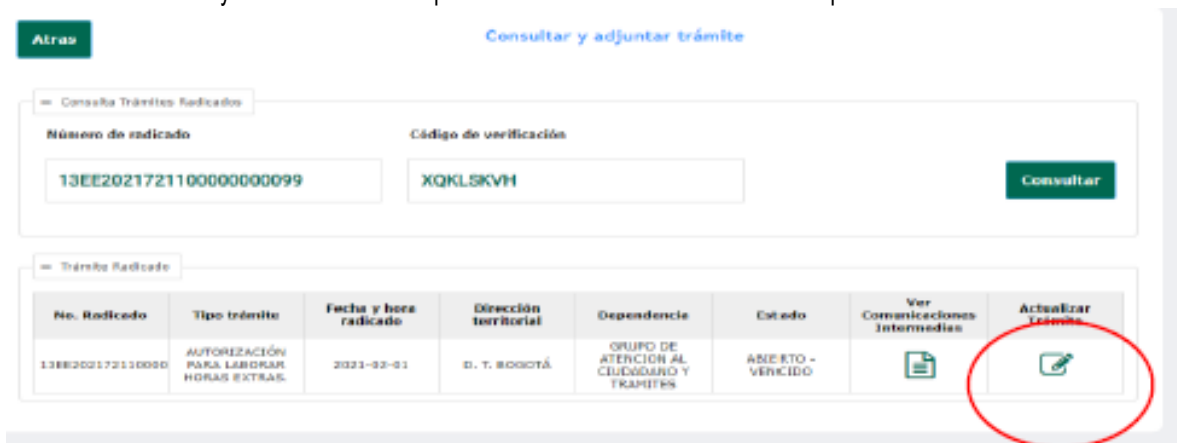 Atras
Consultar y adjuntar trámite
Consulta Trámites Radicados
Número de radicado
Código de verificación
13EE2021721100000000099
XQKLSKVH
Consultar
Trámite Radicado
No. Radicado
Tipo trámite
Fecha y hora
radicado
Dirección
territorial
Dependencia
Estado
Ver
Comunicaciones
Intermedias
Actualizar
Trámite
13EE202172110000
AUTORIZACIÓN
PARA LABORAR
HORAS EXTRAS.
2021-02-01
D. T. BOGOTÁ
GRUPO DE
ATENCION AL
CIUDADANO Y
TRAMITES
ABIERTO -
VENCIDO